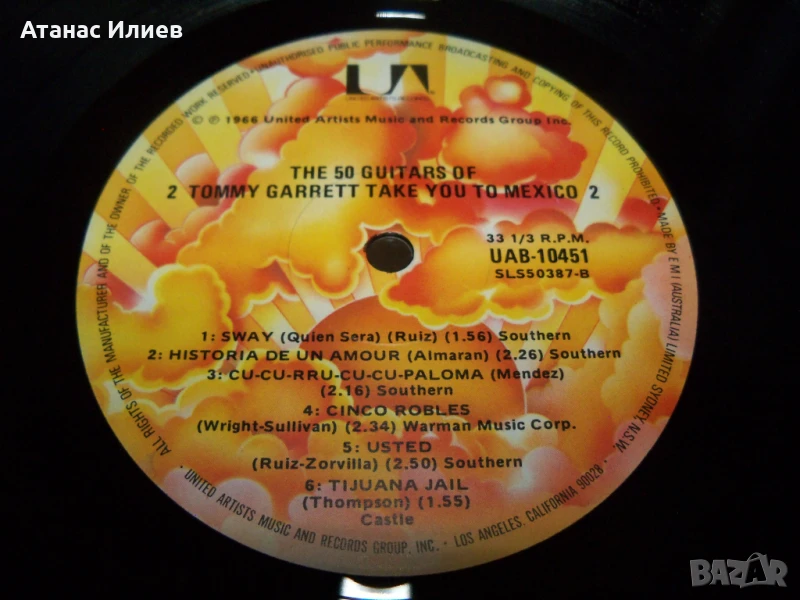 Атанас Илиев
ALL RIGHTS OF THE MANUFACTURER AND OF THE OWNER OF THE RECORDED WORK RESERVED · UNAUTHORISED PUBLIC PERFORMANCE BROADCASTING AND COPYING OF THIS RECORD PROHIBITED · MADE BY EMI (AUSTRALIA) LIMITED SYDNEY, N.S.W.
UA
© ℗ 1966 United Artists Music and Records Group Inc.
THE 50 GUITARS OF
2 TOMMY GARRETT TAKE YOU TO MEXICO 2
33 1/3 R.P.M.
UAB-10451
SLS50387-B
1: SWAY (Quien Sera) (Ruiz) (1.56) Southern
2: HISTORIA DE UN AMOUR (Almaran) (2.26) Southern
3: CU-CU-RRU-CU-CU-PALOMA (Mendez)
(2.16) Southern
4: CINCO ROBLES
(Wright-Sullivan) (2.34) Warman Music Corp.
5: USTED
(Ruiz-Zorvilla) (2.50) Southern
6: TIJUANA JAIL
(Thompson) (1.55)
Castle
· UNITED ARTISTS MUSIC AND RECORDS GROUP, INC. · LOS ANGELES, CALIFORNIA 90028 ·
BAZAR